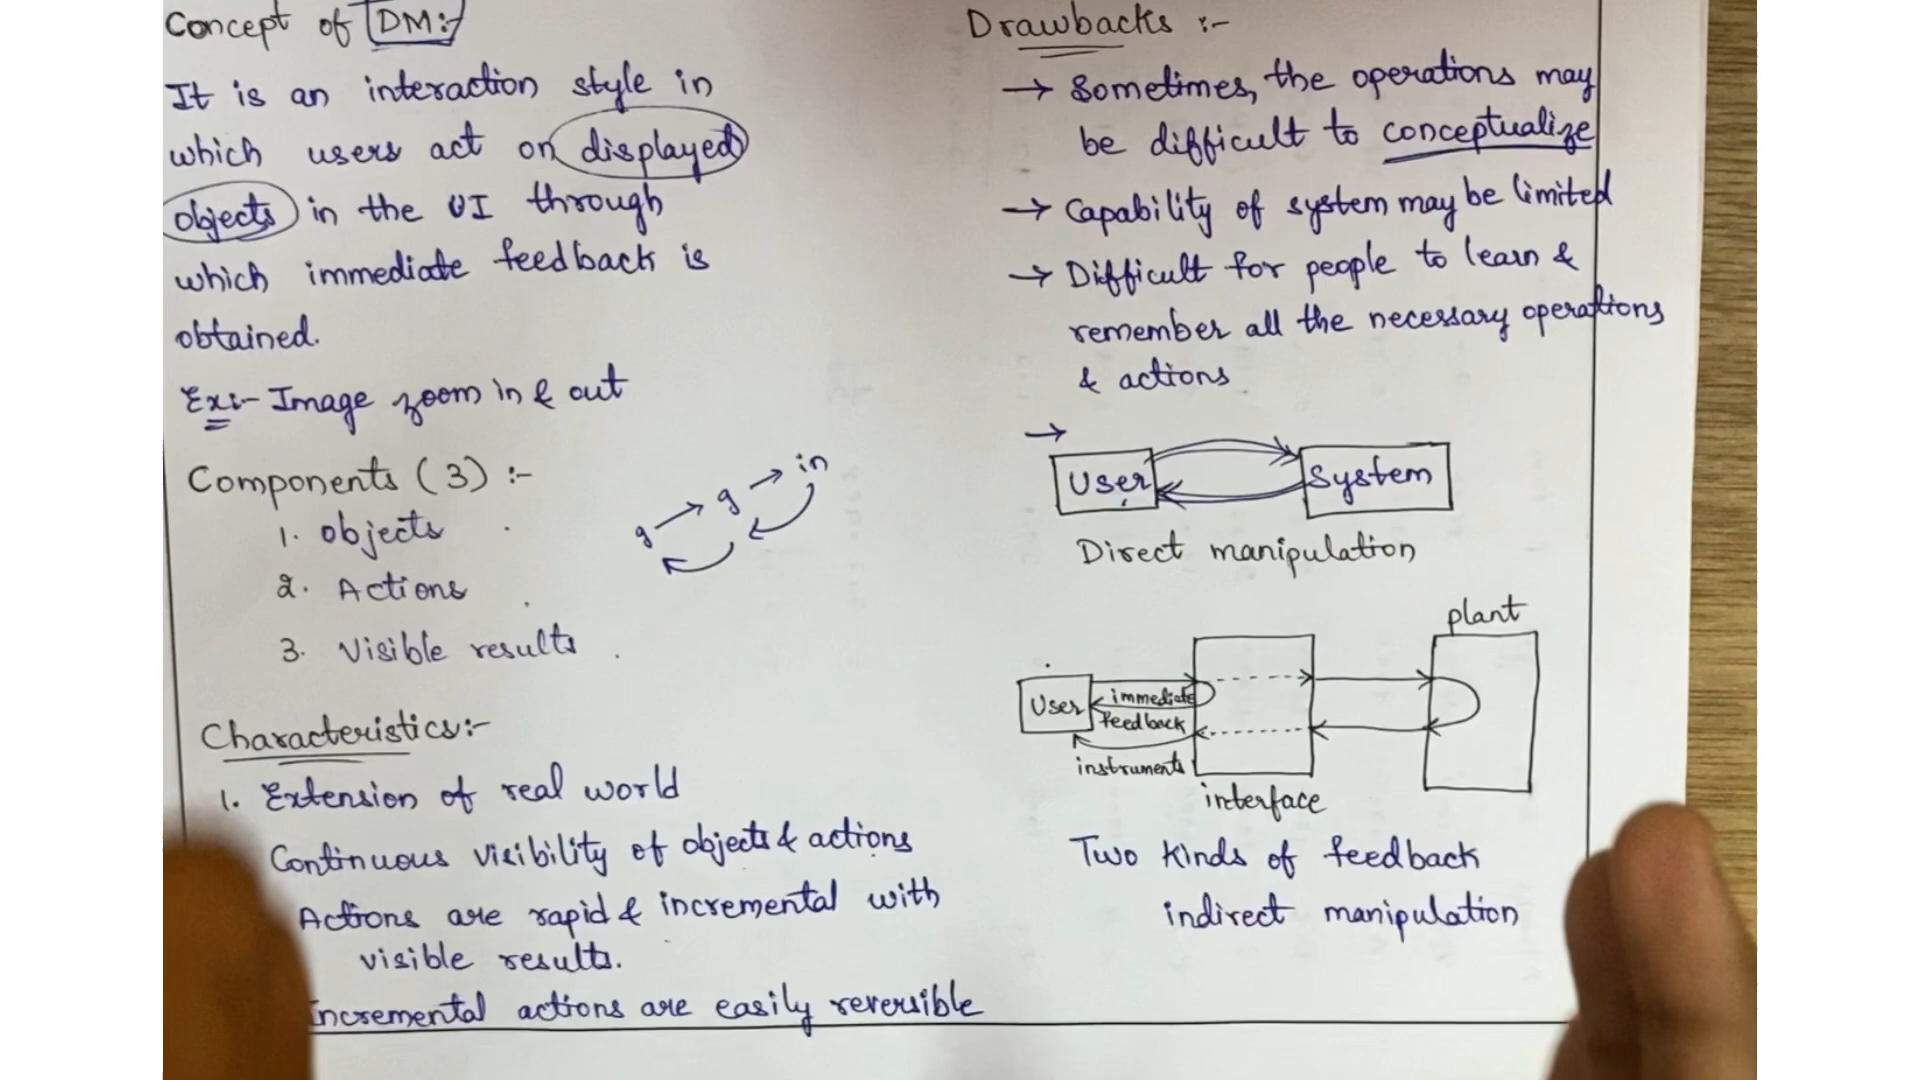 Concept of DM:-
It is an interaction style in
which users act on displayed
objects in the UI through
which immediate feedback is
obtained.
Ex:- Image zoom in & out
Components (3) :-
1. Objects
2. Actions
3. Visible results
g → g → in
Characteristics:-
1. Extension of real world
Continuous visibility of objects & actions
Actions are rapid & incremental with
visible results.
Incremental actions are easily reversible
Drawbacks :-
→ Sometimes, the operations may
be difficult to conceptualize
→ Capability of system may be limited
→ Difficult for people to learn &
remember all the necessary operations
& actions
→
User System
Direct manipulation
plant
User immediate
feedback
instruments
interface
Two kinds of feedback
indirect manipulation